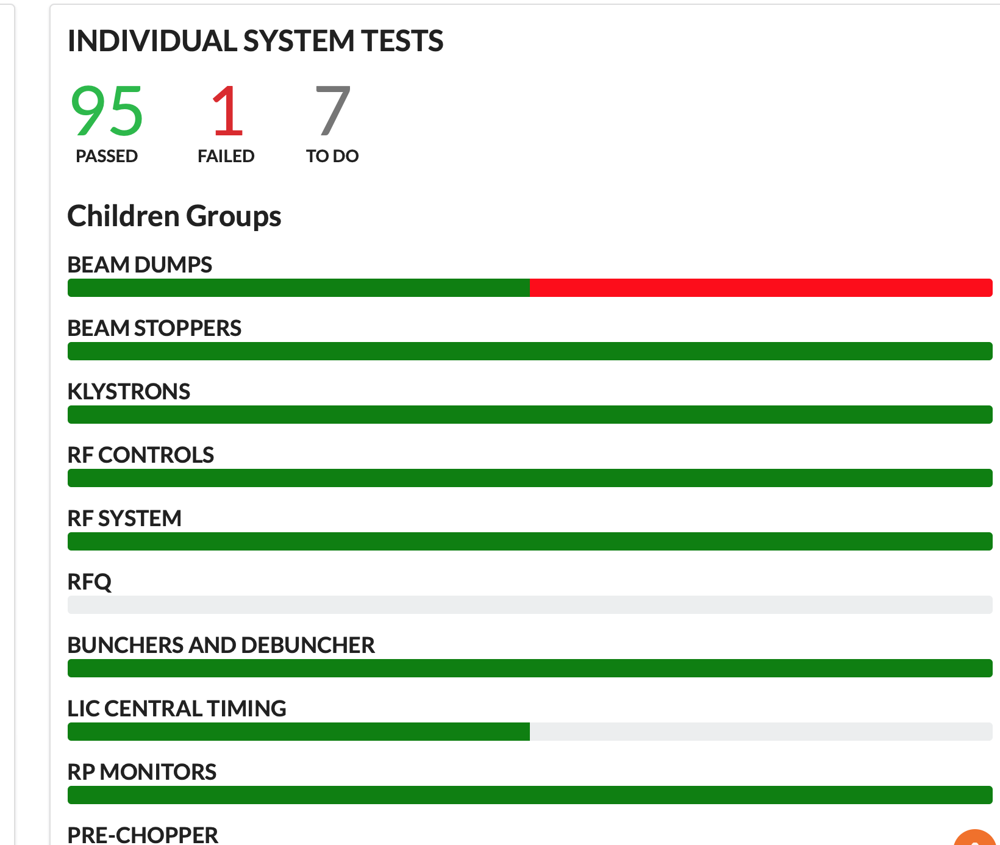 INDIVIDUAL SYSTEM TESTS
95 1 7
PASSED FAILED TO DO
Children Groups
BEAM DUMPS
BEAM STOPPERS
KLYSTRONS
RF CONTROLS
RF SYSTEM
RFQ
BUNCHERS AND DEBUNCHER
LIC CENTRAL TIMING
RP MONITORS
PRE-CHOPPER